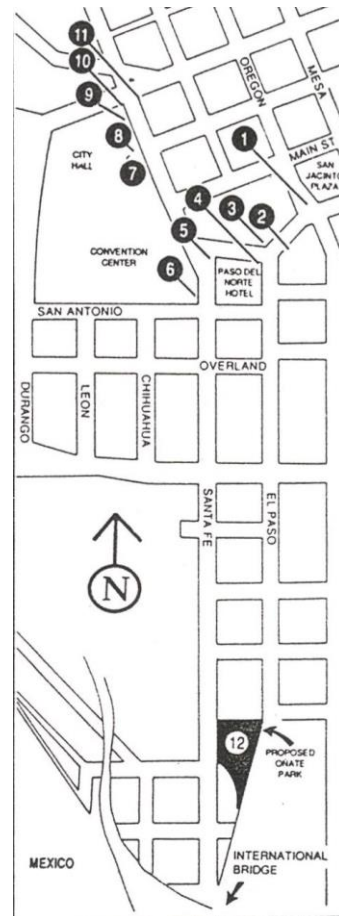 11
10
9
8
7
CITY
HALL
OREGON
MESA
1
MAIN ST.
SAN
JACINTO
PLAZA
4
3
2
5
CONVENTION
CENTER
6
PASO DEL
NORTE
HOTEL
SAN ANTONIO
OVERLAND
DURANGO
LEON
CHIHUAHUA
SANTA FE
EL PASO
N
12
PROPOSED
OÑATE
PARK
MEXICO
INTERNATIONAL
BRIDGE